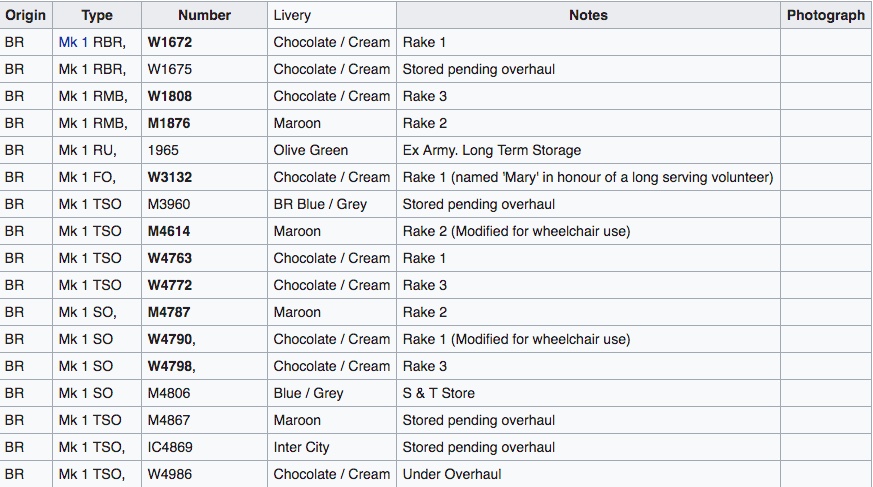 Origin Type Number Livery Notes Photograph
BR Mk 1 RBR, W1672 Chocolate / Cream Rake 1
BR Mk 1 RBR, W1675 Chocolate / Cream Stored pending overhaul
BR Mk 1 RMB, W1808 Chocolate / Cream Rake 3
BR Mk 1 RMB, M1876 Maroon Rake 2
BR Mk 1 RU, 1965 Olive Green Ex Army. Long Term Storage
BR Mk 1 FO, W3132 Chocolate / Cream Rake 1 (named 'Mary' in honour of a long serving volunteer)
BR Mk 1 TSO M3960 BR Blue / Grey Stored pending overhaul
BR Mk 1 TSO M4614 Maroon Rake 2 (Modified for wheelchair use)
BR Mk 1 TSO W4763 Chocolate / Cream Rake 1
BR Mk 1 TSO W4772 Chocolate / Cream Rake 3
BR Mk 1 SO, M4787 Maroon Rake 2
BR Mk 1 SO W4790, Chocolate / Cream Rake 1 (Modified for wheelchair use)
BR Mk 1 SO W4798, Chocolate / Cream Rake 3
BR Mk 1 SO M4806 Blue / Grey S & T Store
BR Mk 1 TSO M4867 Maroon Stored pending overhaul
BR Mk 1 TSO, IC4869 Inter City Stored pending overhaul
BR Mk 1 TSO, W4986 Chocolate / Cream Under Overhaul